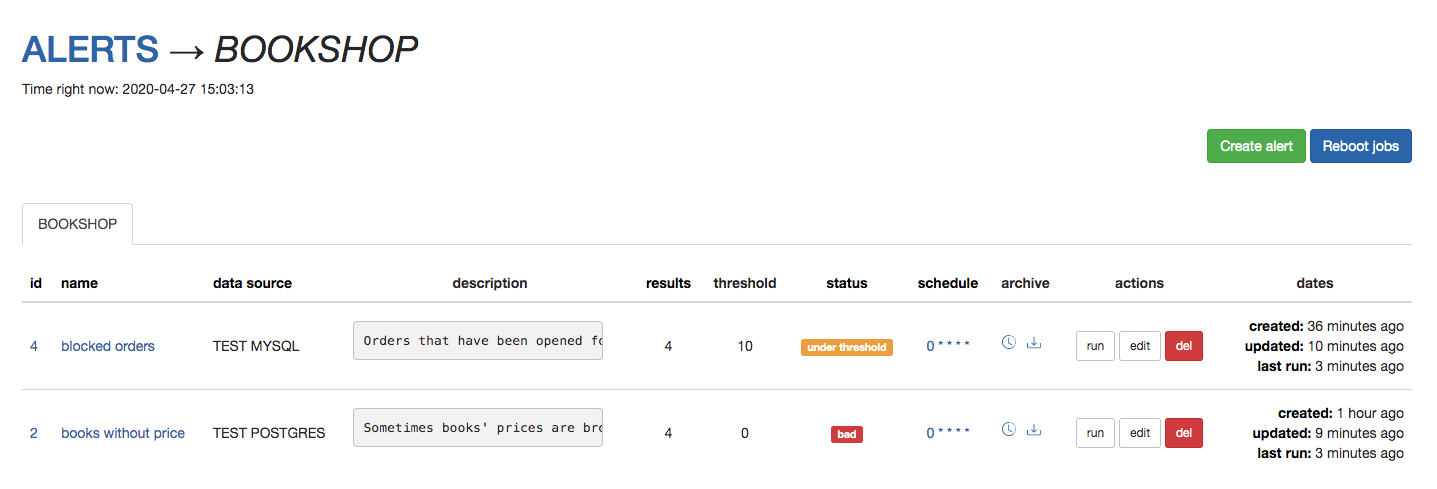 ALERTS → BOOKSHOP
Time right now: 2020-04-27 15:03:13
Create alert Reboot jobs
BOOKSHOP
id name data source description results threshold status schedule archive actions dates
4 blocked orders TEST MYSQL Orders that have been opened fo 4 10 under threshold 0 * * * * run edit del created: 36 minutes ago
updated: 10 minutes ago
last run: 3 minutes ago
2 books without price TEST POSTGRES Sometimes books' prices are bro 4 0 bad 0 * * * * run edit del created: 1 hour ago
updated: 9 minutes ago
last run: 3 minutes ago